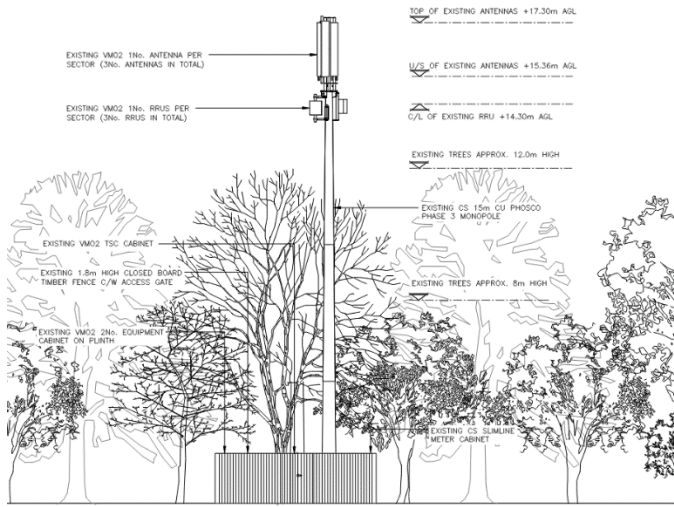 TOP OF EXISTING ANTENNAS +17.30m AGL
EXISTING VMO2 1No. ANTENNA PER
SECTOR (3No. ANTENNAS IN TOTAL)
U/S OF EXISTING ANTENNAS +15.36m AGL
EXISTING VMO2 1No. RRUS PER
SECTOR (3No. RRUS IN TOTAL)
C/L OF EXISTING RRU +14.30m AGL
EXISTING TREES APPROX. 12.0m HIGH
EXISTING CS 15m CU PHOSCO
PHASE 3 MONOPOLE
EXISTING VMO2 TSC CABINET
EXISTING 1.8m HIGH CLOSED BOARD
TIMBER FENCE C/W ACCESS GATE
EXISTING TREES APPROX. 8m HIGH
EXISTING VMO2 2No. EQUIPMENT
CABINET ON PLINTH
EXISTING CS SLIMLINE
METER CABINET